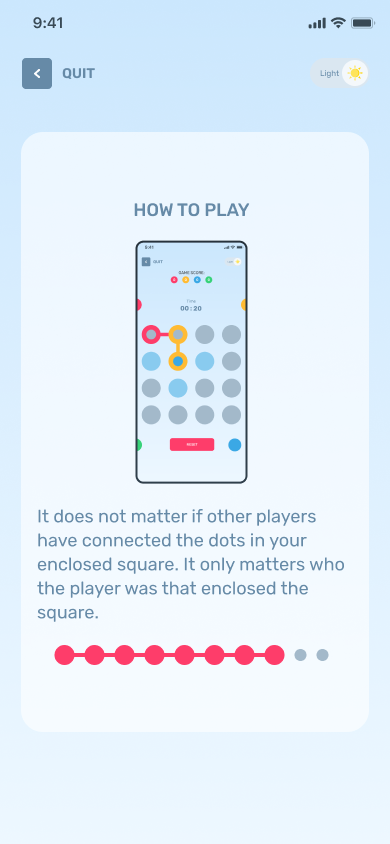 9:41
QUIT
Light
HOW TO PLAY
9:41
QUIT
GAME SCORE:
Time
00 : 20
RESET
It does not matter if other players
have connected the dots in your
enclosed square. It only matters who
the player was that enclosed the
square.